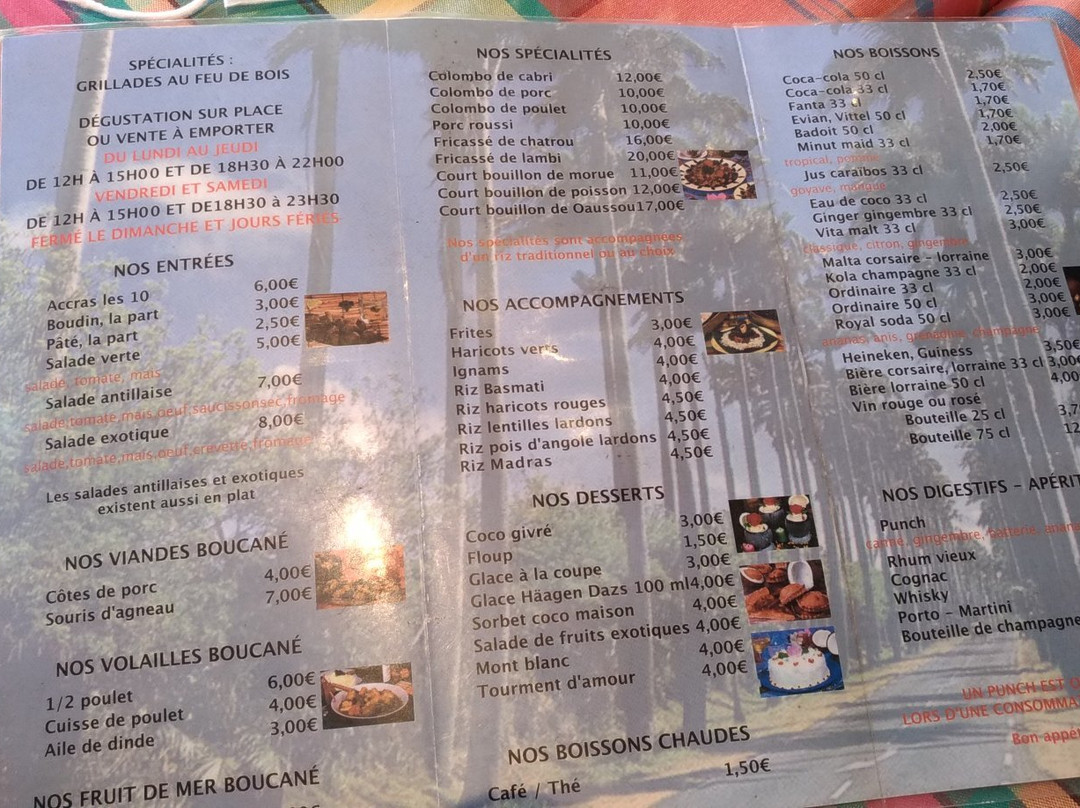 SPÉCIALITÉS :
GRILLADES AU FEU DE BOIS
DÉGUSTATION SUR PLACE
OU VENTE À EMPORTER
DU LUNDI AU JEUDI
DE 12H À 15H00 ET DE 18H30 À 22H00
VENDREDI ET SAMEDI
DE 12H À 15H00 ET DE18H30 À 23H30
FERMÉ LE DIMANCHE ET JOURS FÉRIÉS
NOS ENTRÉES
Accras les 10 6,00€
Boudin, la part 3,00€
Pâté, la part 2,50€
Salade verte 5,00€
salade, tomate, maïs
Salade antillaise 7,00€
salade,tomate,maïs,oeuf,saucissonsec,fromage
Salade exotique 8,00€
salade,tomate,maïs,oeuf,crevette,fromage
Les salades antillaises et exotiques
existent aussi en plat
NOS VIANDES BOUCANÉ
Côtes de porc 4,00€
Souris d'agneau 7,00€
NOS VOLAILLES BOUCANÉ
1/2 poulet 6,00€
Cuisse de poulet 4,00€
Aile de dinde 3,00€
NOS FRUIT DE MER BOUCANÉ
NOS SPÉCIALITÉS
Colombo de cabri 12,00€
Colombo de porc 10,00€
Colombo de poulet 10,00€
Porc roussi 10,00€
Fricassé de chatrou 16,00€
Fricassé de lambi 20,00€
Court bouillon de morue 11,00€
Court bouillon de poisson 12,00€
Court bouillon de Oaussou17,00€
Nos spécialités sont accompagnées
d'un riz traditionnel ou au choix
NOS ACCOMPAGNEMENTS
Frites 3,00€
Haricots verts 4,00€
Ignams 4,00€
Riz Basmati 4,00€
Riz haricots rouges 4,50€
Riz lentilles lardons 4,50€
Riz pois d'angole lardons 4,50€
Riz Madras 4,50€
NOS DESSERTS
Coco givré 3,00€
Floup 1,50€
Glace à la coupe 3,00€
Glace Häagen Dazs 100 ml4,00€
Sorbet coco maison 4,00€
Salade de fruits exotiques 4,00€
Mont blanc 4,00€
Tourment d'amour 4,00€
NOS BOISSONS CHAUDES
Café / Thé 1,50€
NOS BOISSONS
Coca-cola 50 cl 2,50€
Coca-cola 33 cl 1,70€
Fanta 33 cl 1,70€
Evian, Vittel 50 cl 1,70€
Badoit 50 cl 2,00€
Minut maid 33 cl 1,70€
tropical, pomme
Jus caraïbos 33 cl 2,50€
goyave, mangue
Eau de coco 33 cl 2,50€
Ginger gingembre 33 cl 2,50€
Vita malt 33 cl 3,00€
classique, citron, gingembre
Malta corsaire - lorraine 3,00€
Kola champagne 33 cl 2,00€
Ordinaire 33 cl 2,00€
Ordinaire 50 cl 3,00€
Royal soda 50 cl 3,00€
ananas, anis, grenadine, champagne
Heineken, Guiness 3,50€
Bière corsaire, lorraine 33 cl 3,00€
Bière lorraine 50 cl 4,00
Vin rouge ou rosé
Bouteille 25 cl 3,7
Bouteille 75 cl 12
NOS DIGESTIFS - APÉRIT
Punch
gingembre,
Rhum vieux
Cognac
Whisky
Porto - Martini
Bouteille de champagne
UN PUNCH EST O
LORS D'UNE CONSOMMA
Bon appét